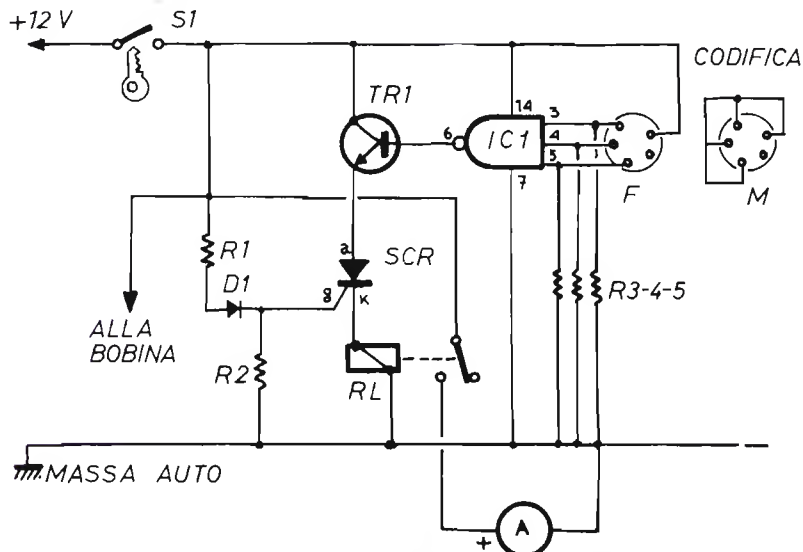 +12 V
S1
CODIFICA
TR1
14
3
6
IC1
4
5
7
F
M
R1
a
SCR
D1
g
k
R3-4-5
ALLA
BOBINA
R2
RL
MASSA AUTO
A
+